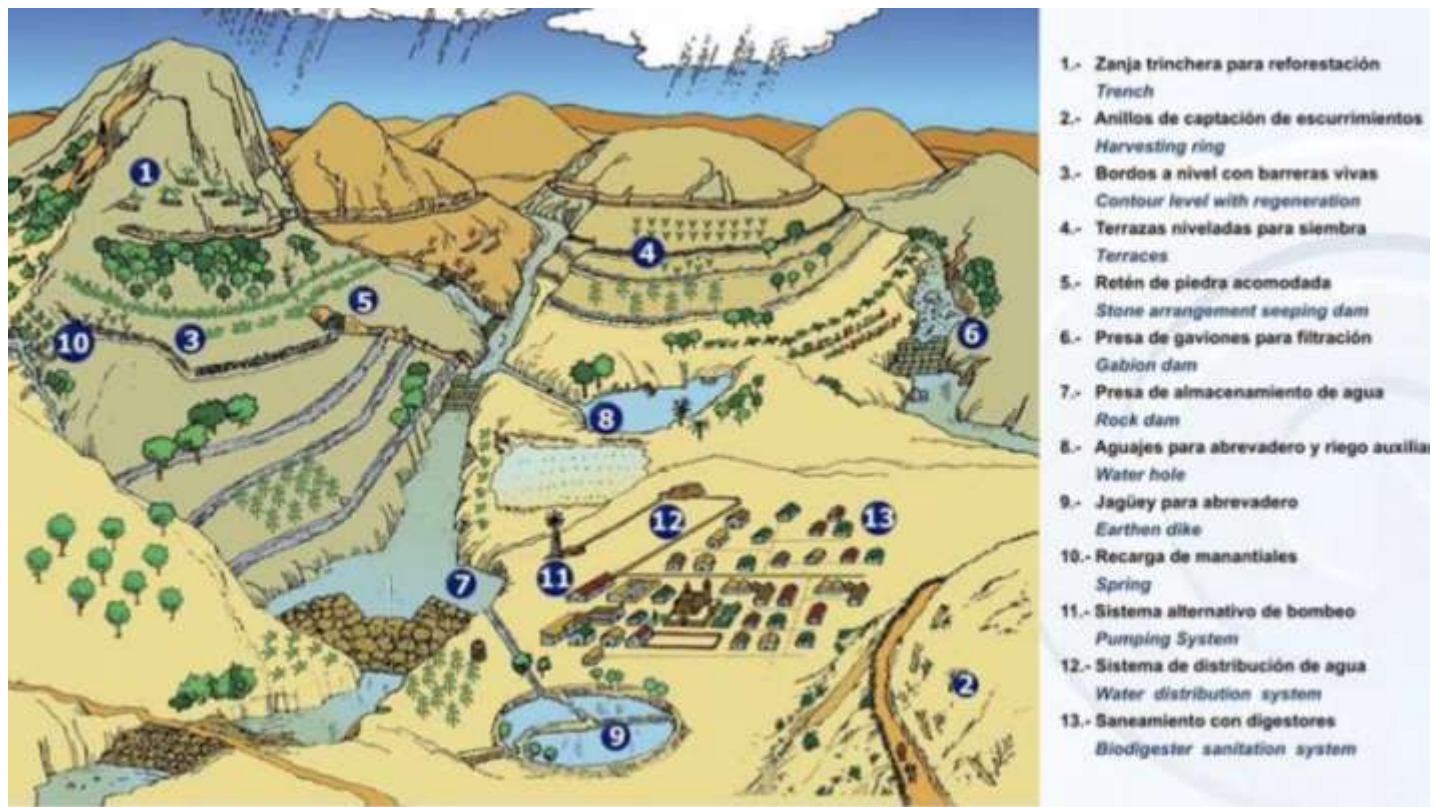 1.- Zanja trinchera para reforestación
Trench
2.- Anillos de captación de escurrimientos
Harvesting ring
3.- Bordos a nivel con barreras vivas
Contour level with regeneration
4.- Terrazas niveladas para siembra
Terraces
5.- Retén de piedra acomodada
Stone arrangement seeping dam
6.- Presa de gaviones para filtración
Gabion dam
7.- Presa de almacenamiento de agua
Rock dam
8.- Aguajes para abrevadero y riego auxiliar
Water hole
9.- Jagüey para abrevadero
Earthen dike
10.- Recarga de manantiales
Spring
11.- Sistema alternativo de bombeo
Pumping System
12.- Sistema de distribución de agua
Water distribution system
13.- Saneamiento con digestores
Biodigester sanitation system
1
4
5
3
10
6
8
12
13
7
11
2
9